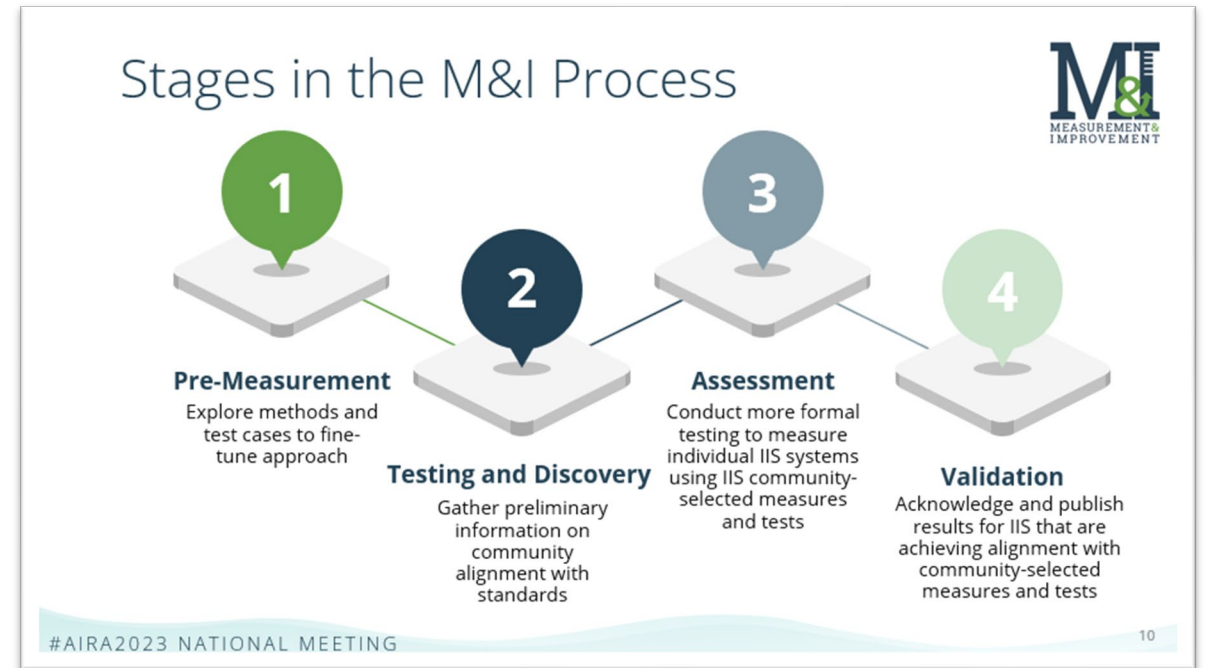 Stages in the M&I Process
M&I
MEASUREMENT&
IMPROVEMENT
1
Pre-Measurement
Explore methods and
test cases to fine-
tune approach
2
Testing and Discovery
Gather preliminary
information on
community
alignment with
standards
3
Assessment
Conduct more formal
testing to measure
individual IIS systems
using IIS community-
selected measures
and tests
4
Validation
Acknowledge and publish
results for IIS that are
achieving alignment with
community-selected
measures and tests
#AIRA2023 NATIONAL MEETING
10